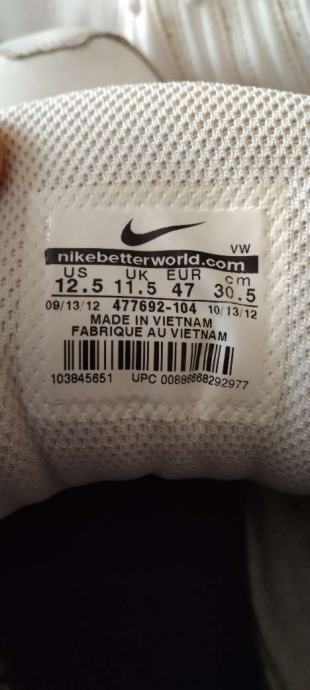 VW
nikebetterworld.com
US UK EUR cm
12.5 11.5 47 30.5
09/13/12 477692-104 10/13/12
MADE IN VIETNAM
FABRIQUE AU VIETNAM
103845651 UPC 00886668292977